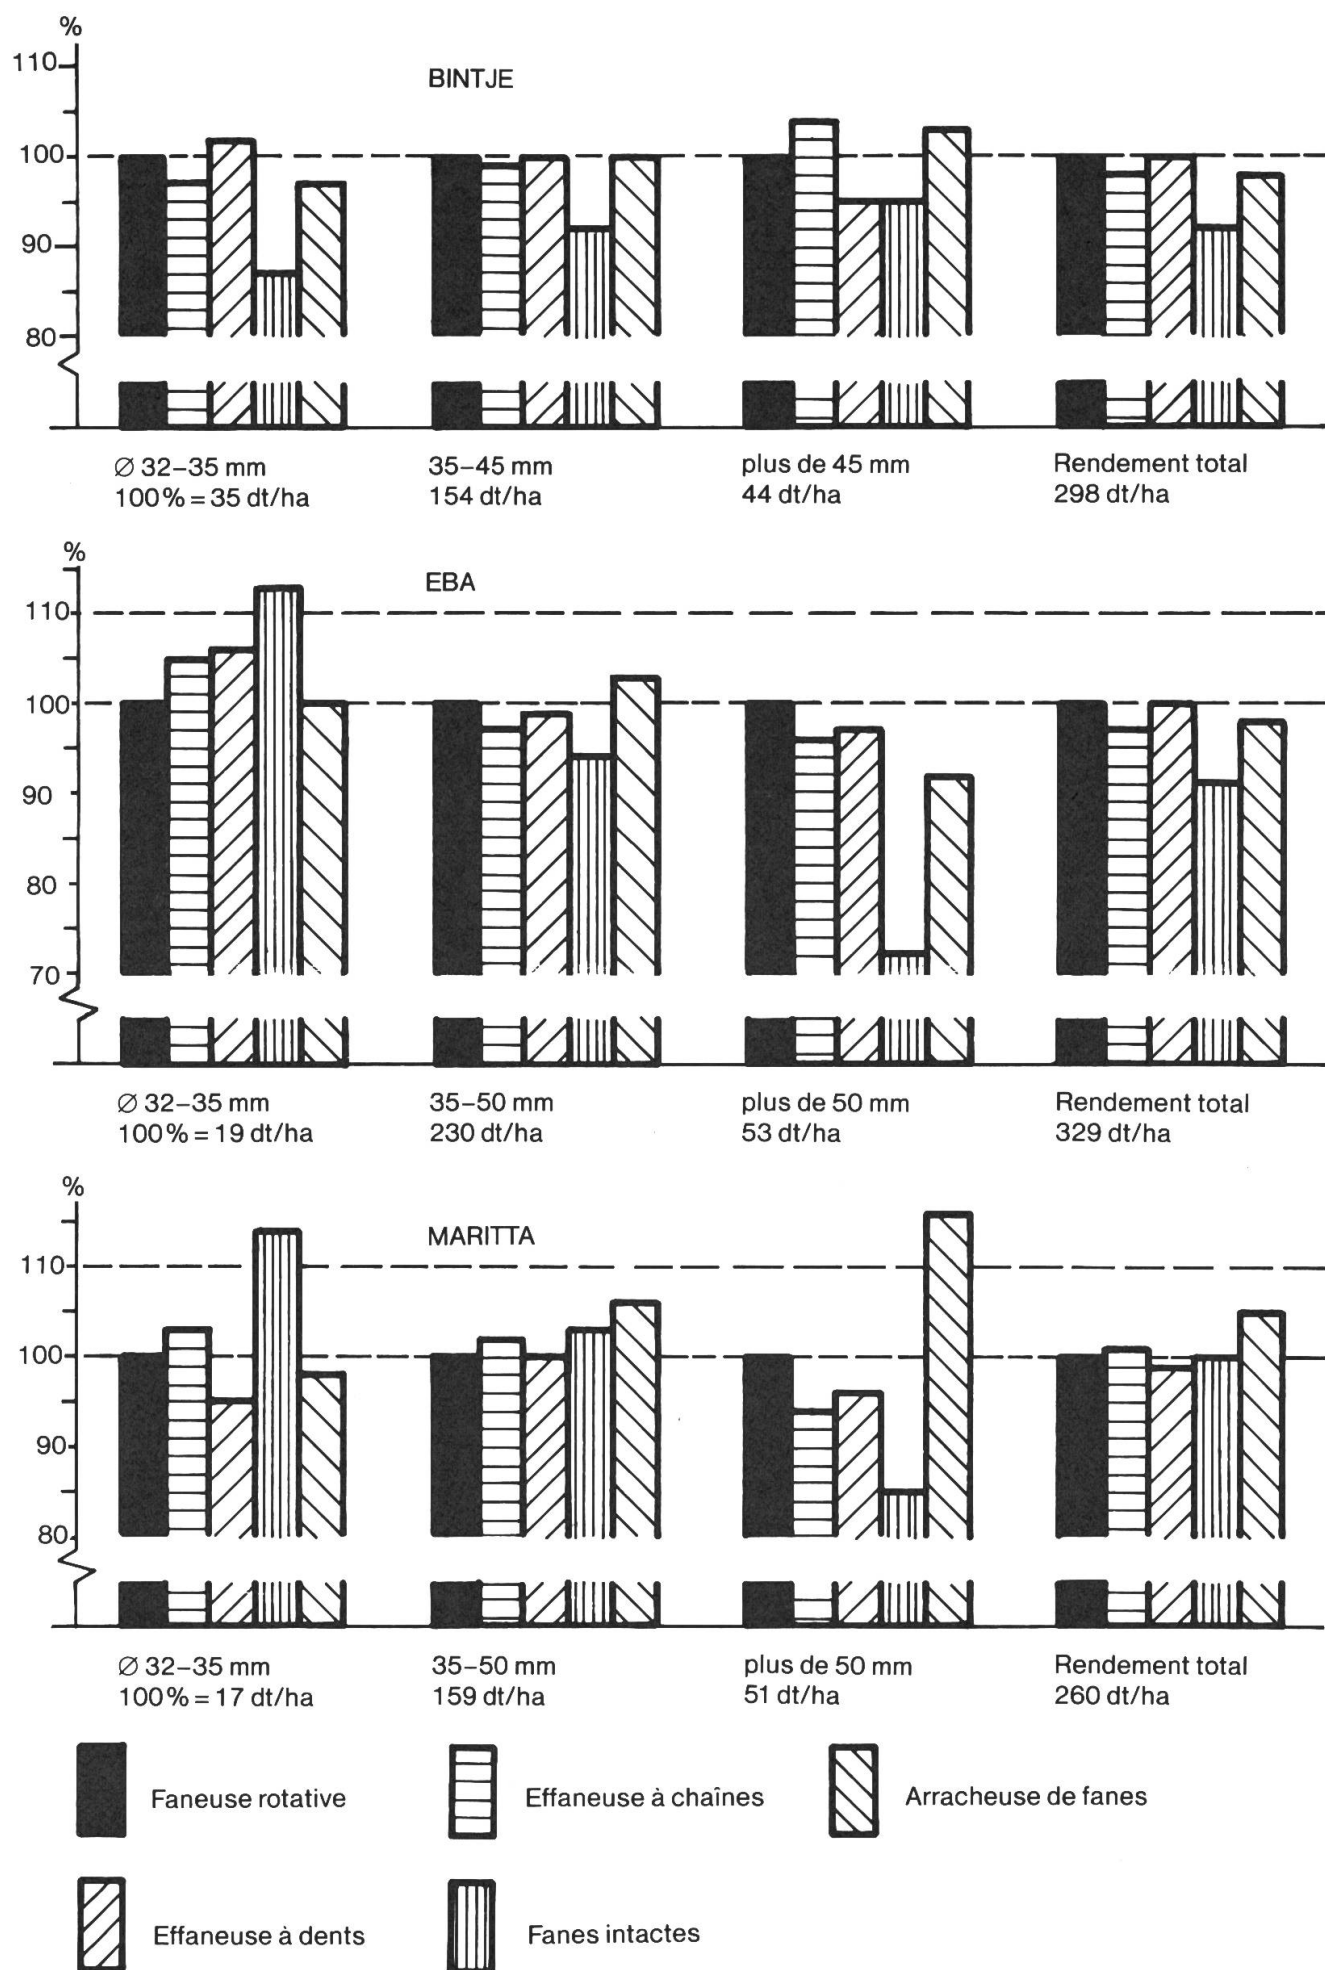 %
110
BINTJE
100
90
80
Ø 32–35 mm
100% = 35 dt/ha
35–45 mm
154 dt/ha
plus de 45 mm
44 dt/ha
Rendement total
298 dt/ha
%
EBA
110
100
90
80
70
Ø 32–35 mm
100% = 19 dt/ha
35–50 mm
230 dt/ha
plus de 50 mm
53 dt/ha
Rendement total
329 dt/ha
%
MARITTA
110
100
90
80
Ø 32–35 mm
100% = 17 dt/ha
35–50 mm
159 dt/ha
plus de 50 mm
51 dt/ha
Rendement total
260 dt/ha
Faneuse rotative
Effaneuse à chaînes
Arracheuse de fanes
Effaneuse à dents
Fanes intactes